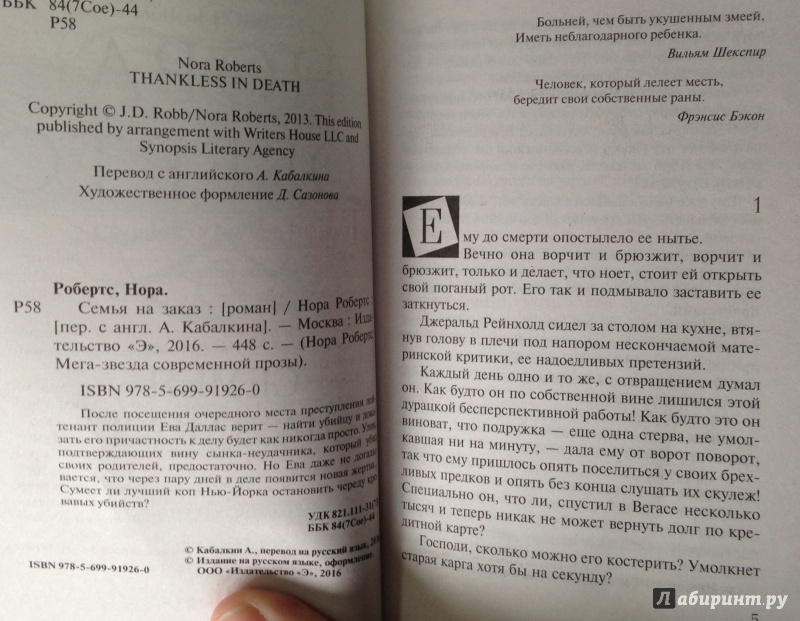 ББК 84(7Сое)-44
Р58
Nora Roberts
THANKLESS IN DEATH
Copyright © J.D. Robb/Nora Roberts, 2013. This edition
published by arrangement with Writers House LLC and
Synopsis Literary Agency
Перевод с английского А. Кабалкина
Художественное формление Д. Сазонова
Робертс, Нора.
Р58 Семья на заказ : [роман] / Нора Робертс ;
[пер. с англ. А. Кабалкина]. — Москва : Изда-
тельство «Э», 2016. — 448 с. — (Нора Робертс.
Мега-звезда современной прозы).
ISBN 978-5-699-91926-0
После посещения очередного места преступления лей-
тенант полиции Ева Даллас верит — найти убийцу и дока-
зать его причастность к делу будет как никогда просто. Улик,
подтверждающих вину сынка-неудачника, который убил
своих родителей, предостаточно. Но Ева даже не догады-
вается, что через пару дней в деле появится новая жертва.
Сумеет ли лучший коп Нью-Йорка остановить череду кро-
вавых убийств?
УДК 821.111-31(73)
ББК 84(7Сое)-44
© Кабалкин А., перевод на русский язык,
© Издание на русском языке, оформление.
ООО «Издательство «Э», 2016
ISBN 978-5-699-91926-0
Больней, чем быть укушенным змеей,
Иметь неблагодарного ребенка.
Вильям Шекспир
Человек, который лелеет месть,
бередит свои собственные раны.
Фрэнсис Бэкон
1
Ему до смерти опостылело ее нытье.
Вечно она ворчит и брюзжит, ворчит и
брюзжит, только и делает, что ноет, стоит ей открыть
свой поганый рот. Его так и подмывало заставить ее
заткнуться.
Джеральд Рейнхолд сидел за столом на кухне, втя-
нув голову в плечи под напором нескончаемой мате-
ринской критики, ее надоедливых претензий.
Каждый день одно и то же, с отвращением думал
он. Как будто он по собственной вине лишился этой
дурацкой бесперспективной работы! Как будто это он
виноват, что подружка — еще одна стерва, не умол-
кавшая ни на минуту, — дала ему от ворот поворот,
так что ему пришлось опять поселиться у своих брех-
ливых предков и опять без конца слушать их скулеж!
Специально он, что ли, спустил в Вегасе несколько
тысяч и теперь никак не может вернуть долг по кре-
дитной карте?
Господи, сколько можно его костерить? Умолкнет
старая карга хотя бы на секунду?
5
Лабиринт.ру